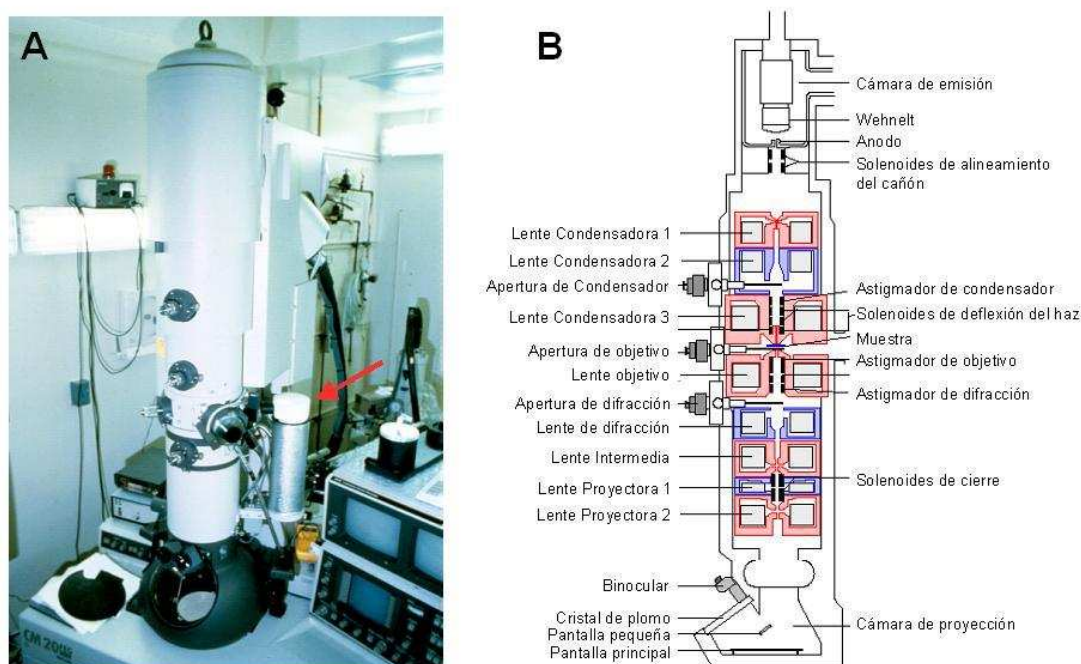 A
CM 200
B
Cámara de emisión
Wehnelt
Anodo
Solenoides de alineamiento
del cañón
Lente Condensadora 1
Lente Condensadora 2
Apertura de Condensador
Astigmador de condensador
Lente Condensadora 3
Solenoides de deflexión del haz
Muestra
Apertura de objetivo
Astigmador de objetivo
Lente objetivo
Astigmador de difracción
Apertura de difracción
Lente de difracción
Lente Intermedia
Solenoides de cierre
Lente Proyectora 1
Lente Proyectora 2
Binocular
Cristal de plomo
Cámara de proyección
Pantalla pequeña
Pantalla principal